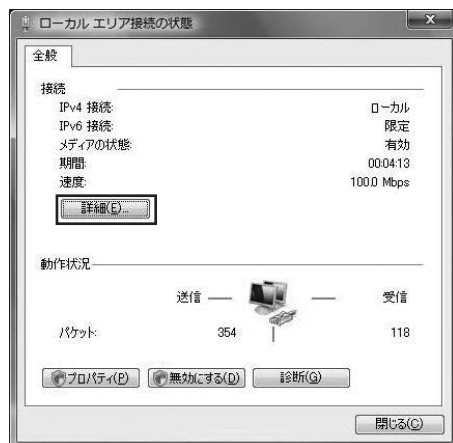 ローカル エリア接続の状態
全般
接続
IPv4 接続: ローカル
IPv6 接続: 限定
メディアの状態: 有効
期間: 00:04:13
速度: 100.0 Mbps
詳細(E)...
動作状況
送信 受信
パケット: 354 118
プロパティ(P) 無効にする(D) 診断(G)
閉じる(C)